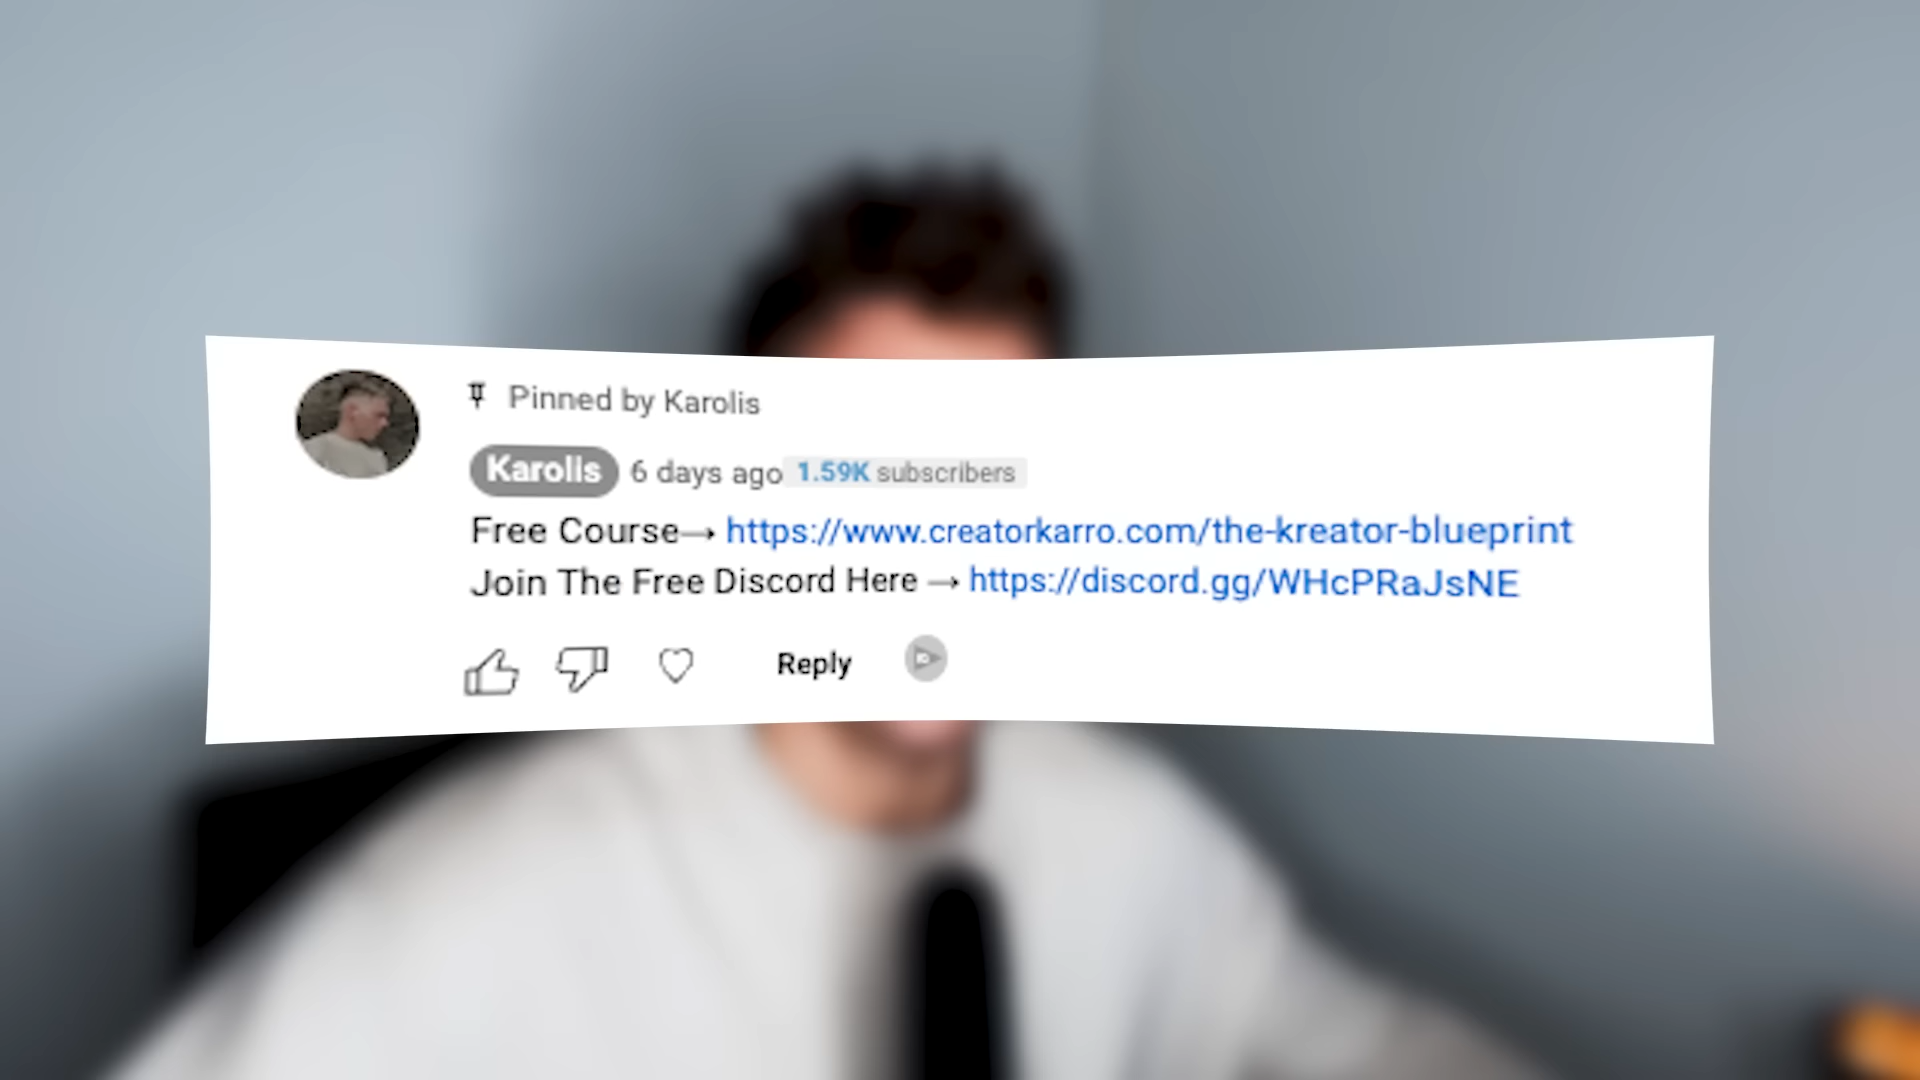 Pinned by Karolis
Karolis 6 days ago 1.59K subscribers
Free Course→ https://www.creatorkarro.com/the-kreator-blueprint
Join The Free Discord Here → https://discord.gg/WHcPRaJsNE
Reply